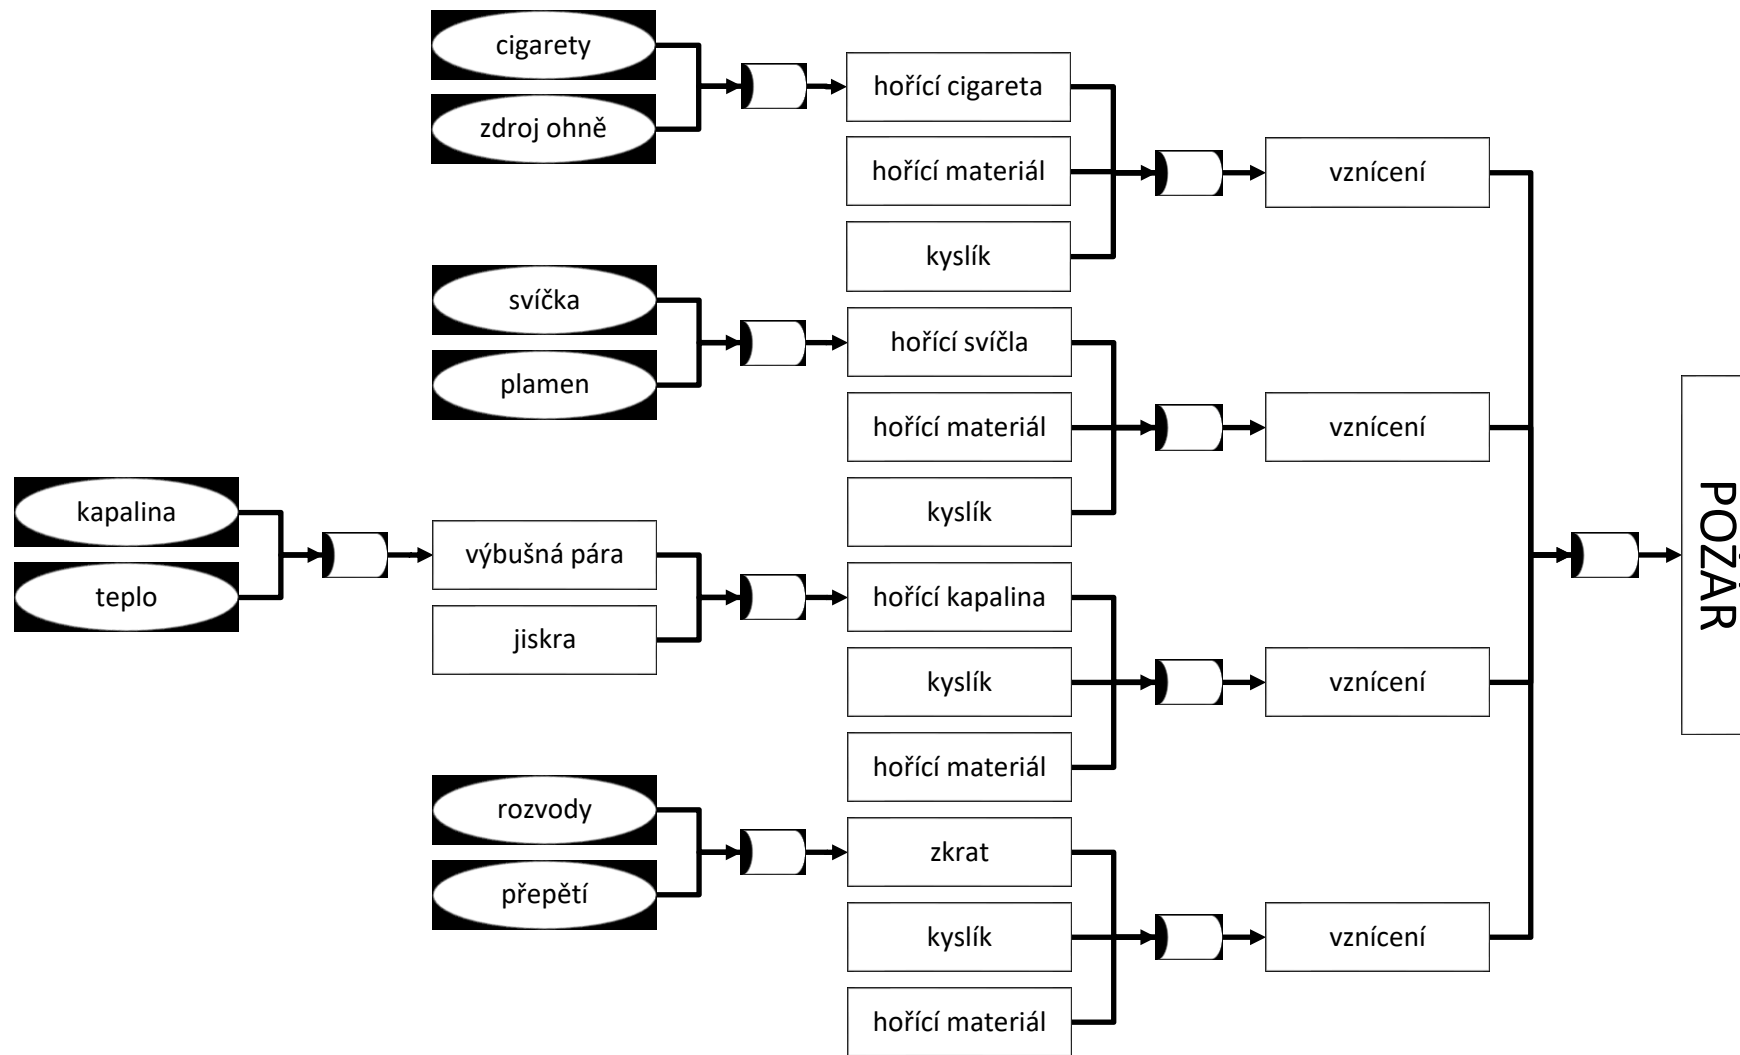 cigarety
zdroj ohně
hořící cigareta
hořící materiál
kyslík
vznícení
svíčka
plamen
hořící svíčla
hořící materiál
kyslík
vznícení
kapalina
teplo
výbušná pára
jiskra
hořící kapalina
kyslík
hořící materiál
vznícení
rozvody
přepětí
zkrat
kyslík
hořící materiál
vznícení
POŽÁR